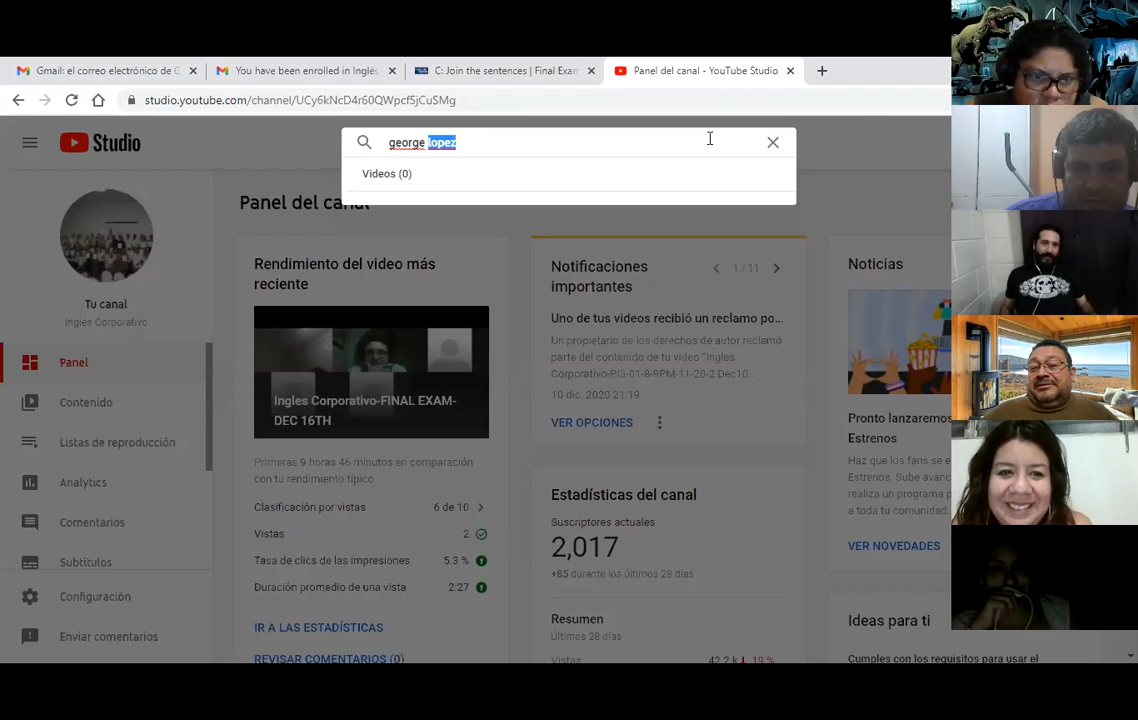 Gmail: el correo electrónico de G
You have been enrolled in Inglés
C: Join the sentences | Final Exam
Panel del canal - YouTube Studio
studio.youtube.com/channel/UCy6kNcD4r60QWpcf5jCuSMg
Studio
george lopez
Videos (0)
Panel del canal
Tu canal
Ingles Corporativo
Panel
Contenido
Listas de reproducción
Analytics
Comentarios
Subtítulos
Configuración
Enviar comentarios
Rendimiento del video más
reciente
Ingles Corporativo-FINAL EXAM-
DEC 16TH
Primeras 9 horas 46 minutos en comparación
con tu rendimiento típico
Clasificación por vistas 6 de 10
Vistas 2
Tasa de clics de las impresiones 5.3 %
Duración promedio de una vista 2:27
IR A LAS ESTADÍSTICAS
REVISAR COMENTARIOS (0)
Notificaciones
importantes
1 / 11
Uno de tus videos recibió un reclamo po...
Un propietario de los derechos de autor reclamó
parte del contenido de tu video "Ingles
Corporativo-PI3-01-8-9PM-11-20-2 Dec10...
10 dic. 2020 21:19
VER OPCIONES
Estadísticas del canal
Suscriptores actuales
2,017
+85 durante los últimos 28 días
Resumen
Últimos 28 días
Vistas 42.2 k 19 %
Noticias
Pronto lanzaremos
Estrenos
Haz que los fans se e
Estrenos. Sube avanc
realiza un programa p
a toda tu comunidad.
VER NOVEDADES
Ideas para ti
Cumples con los requisitos para usar el